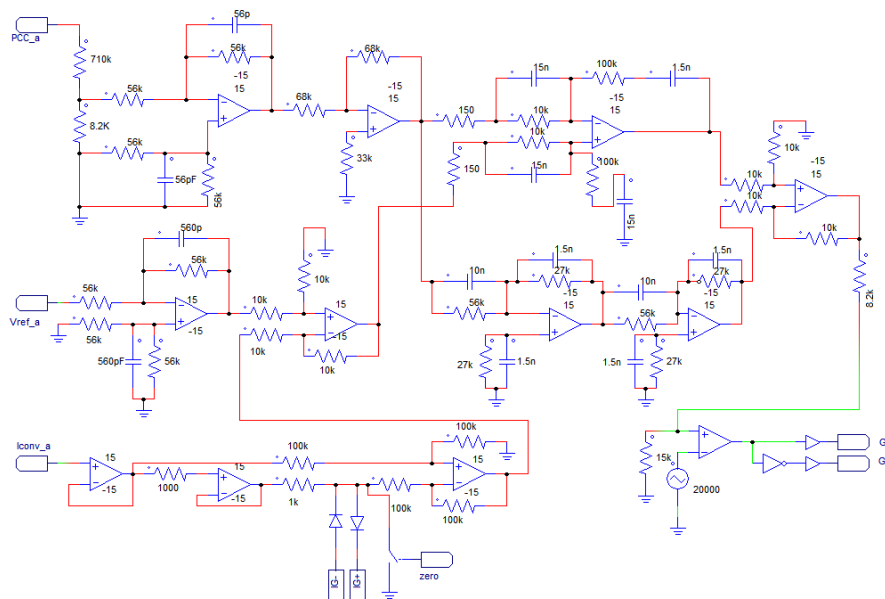 56p
PCC_a
56k
-15
15
710k
68k
-15
15
68k
56k
8.2K
56k
56pF
56k
33k
15n
100k
1.5n
-15
15
150
10k
10k
150
15n
100k
15n
10k
-15
15
10k
10k
10k
8.2k
560p
56k
15
-15
56k
Vref_a
56k
560pF
56k
10k
10k
15
-15
10k
10k
1.5n
10n
27k
-15
15
56k
27k
1.5n
1.5n
10n
27k
-15
15
56k
1.5n
27k
Iconv_a
15
-15
1000
15
-15
100k
1k
100k
100k
15
-15
100k
IG-
IG+
zero
15k
20000
G
G